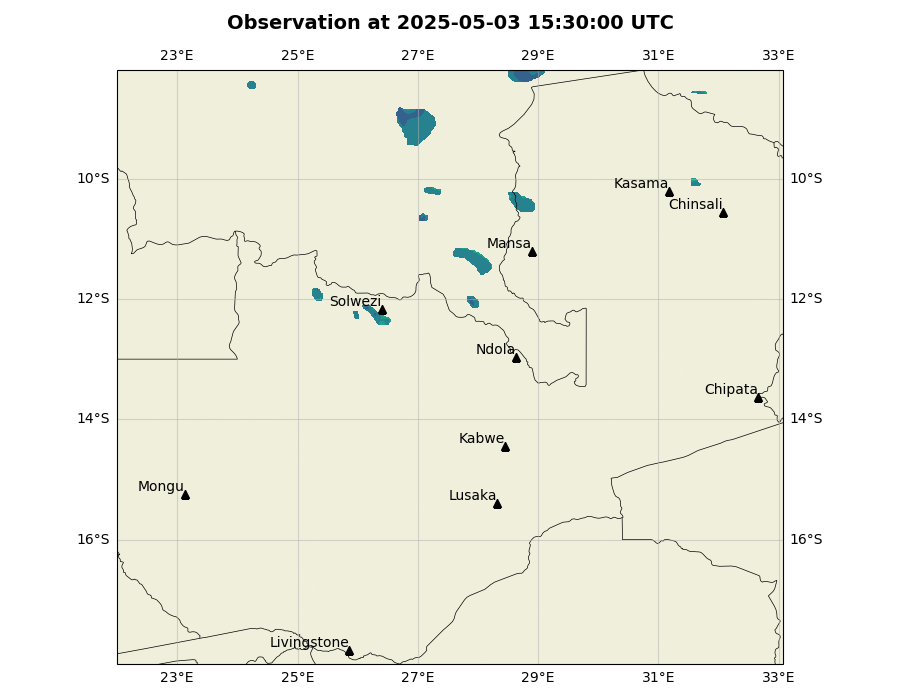 Observation at 2025-05-03 15:30:00 UTC
23°E 25°E 27°E 29°E 31°E 33°E
10°S 10°S
Kasama
Chinsali
Mansa
12°S 12°S
Solwezi
Ndola
Chipata
14°S 14°S
Kabwe
Mongu
Lusaka
16°S 16°S
Livingstone
23°E 25°E 27°E 29°E 31°E 33°E